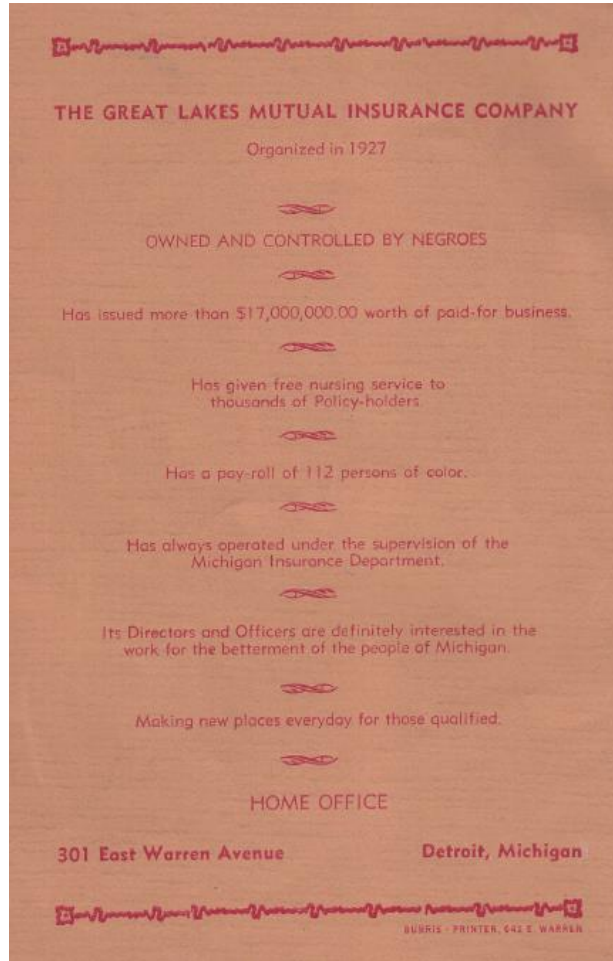 THE GREAT LAKES MUTUAL INSURANCE COMPANY
Organized in 1927
OWNED AND CONTROLLED BY NEGROES
Has issued more than $17,000,000.00 worth of paid-for business.
Has given free nursing service to
thousands of Policy-holders.
Has a pay-roll of 112 persons of color.
Has always operated under the supervision of the
Michigan Insurance Department.
Its Directors and Officers are definitely interested in the
work for the betterment of the people of Michigan.
Making new places everyday for those qualified.
HOME OFFICE
301 East Warren Avenue Detroit, Michigan
BURRIS - PRINTER, 642 E. WARREN